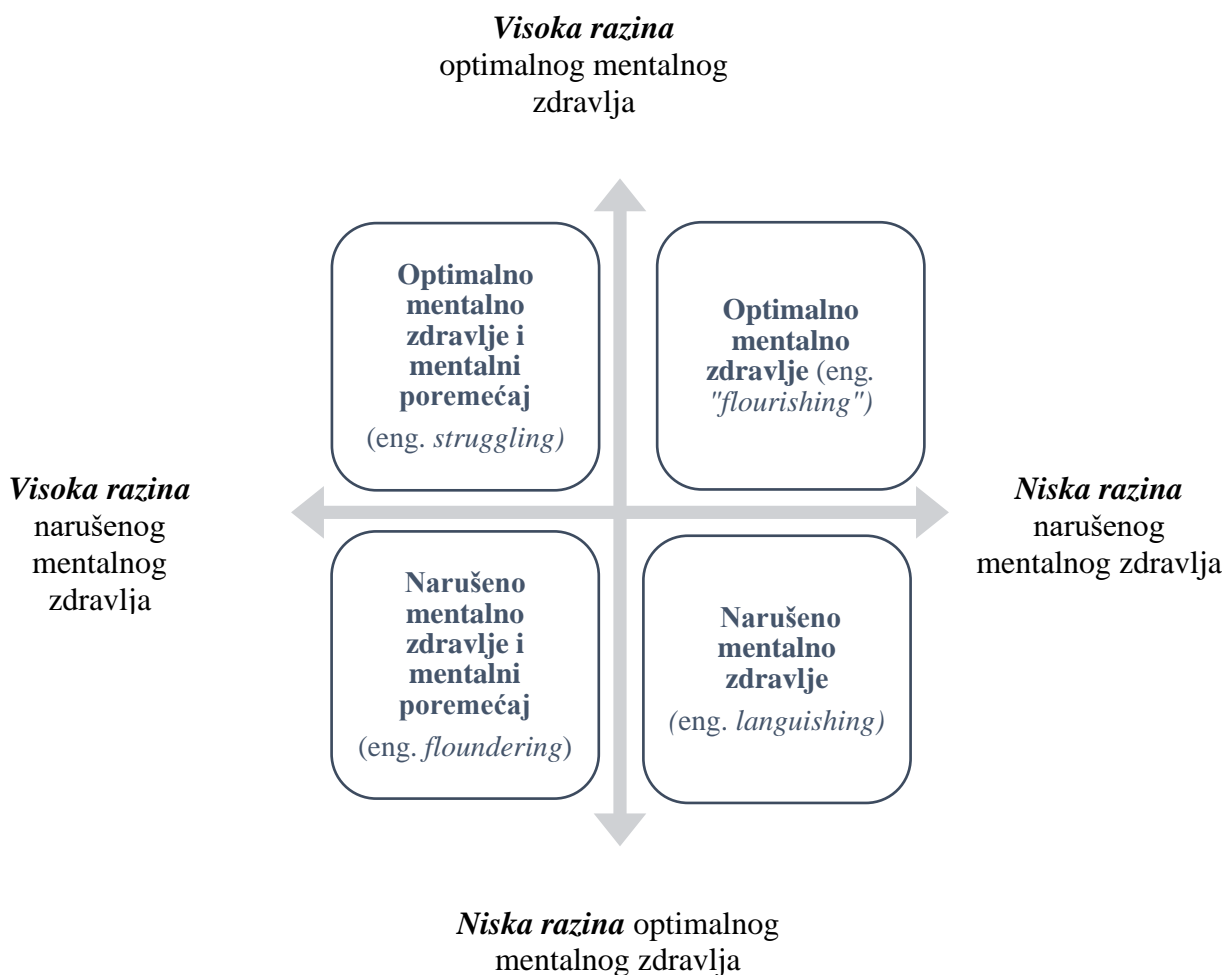 Visoka razina
optimalnog mentalnog
zdravlja
Optimalno
mentalno
zdravlje i
mentalni
poremećaj
(eng. struggling)
Optimalno
mentalno
zdravlje (eng.
"flourishing")
Visoka razina
narušenog
mentalnog
zdravlja
Niska razina
narušenog
mentalnog zdravlja
Narušeno
mentalno
zdravlje i
mentalni
poremećaj
(eng. floundering)
Narušeno
mentalno
zdravlje
(eng. languishing)
Niska razina optimalnog
mentalnog zdravlja